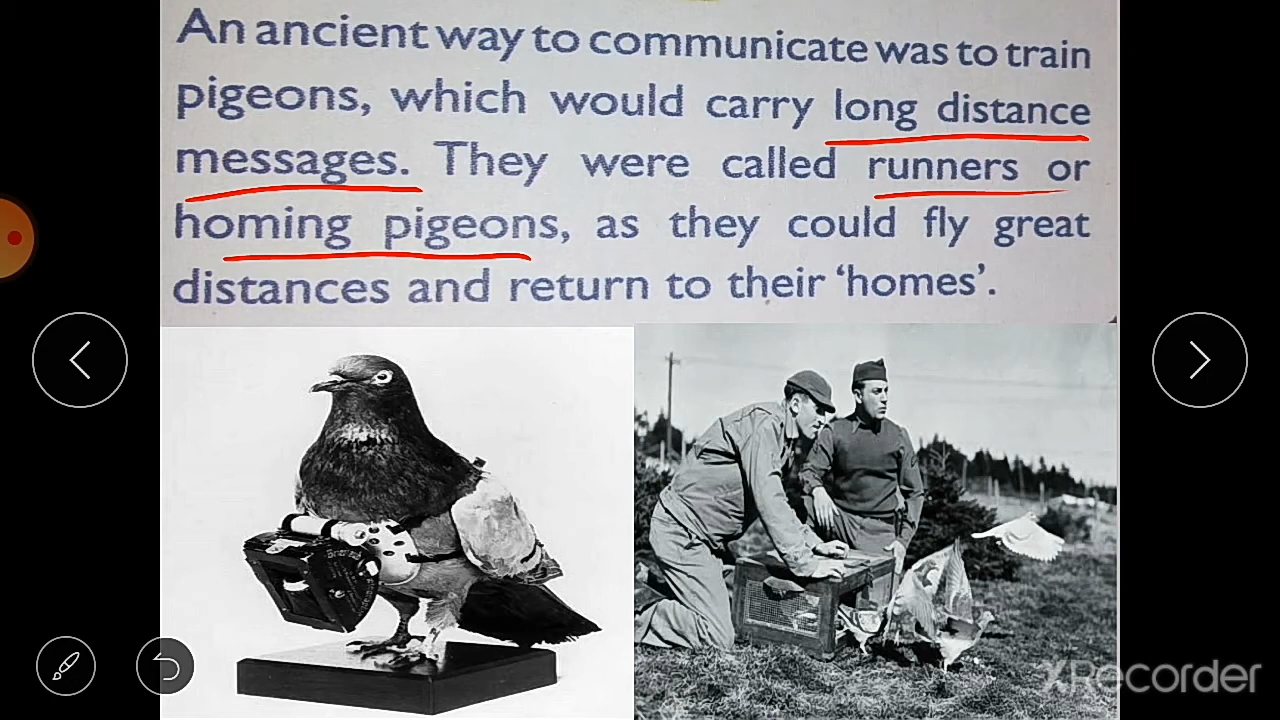 An ancient way to communicate was to train
pigeons, which would carry long distance
messages. They were called runners or
homing pigeons, as they could fly great
distances and return to their 'homes'.
XRecorder